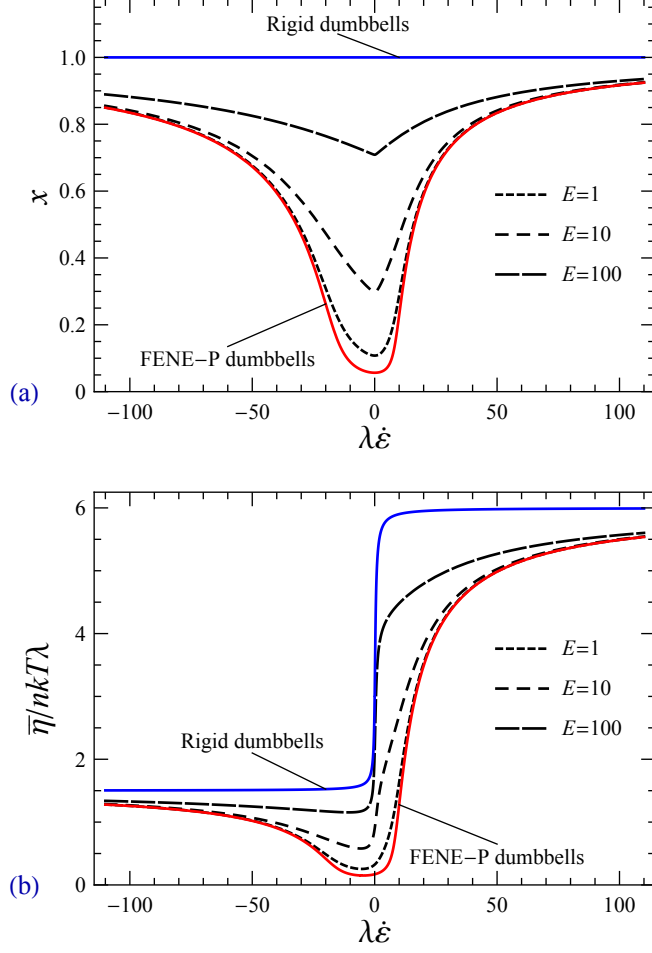 Rigid dumbbells
1.0
0.8
0.6
0.4
0.2
0
x
E=1
E=10
E=100
FENE−P dumbbells
(a)
−100 −50 0 50 100
λε̇
6
4
2
0
η̅/nkTλ
E=1
E=10
E=100
Rigid dumbbells
FENE−P dumbbells
(b)
−100 −50 0 50 100
λε̇